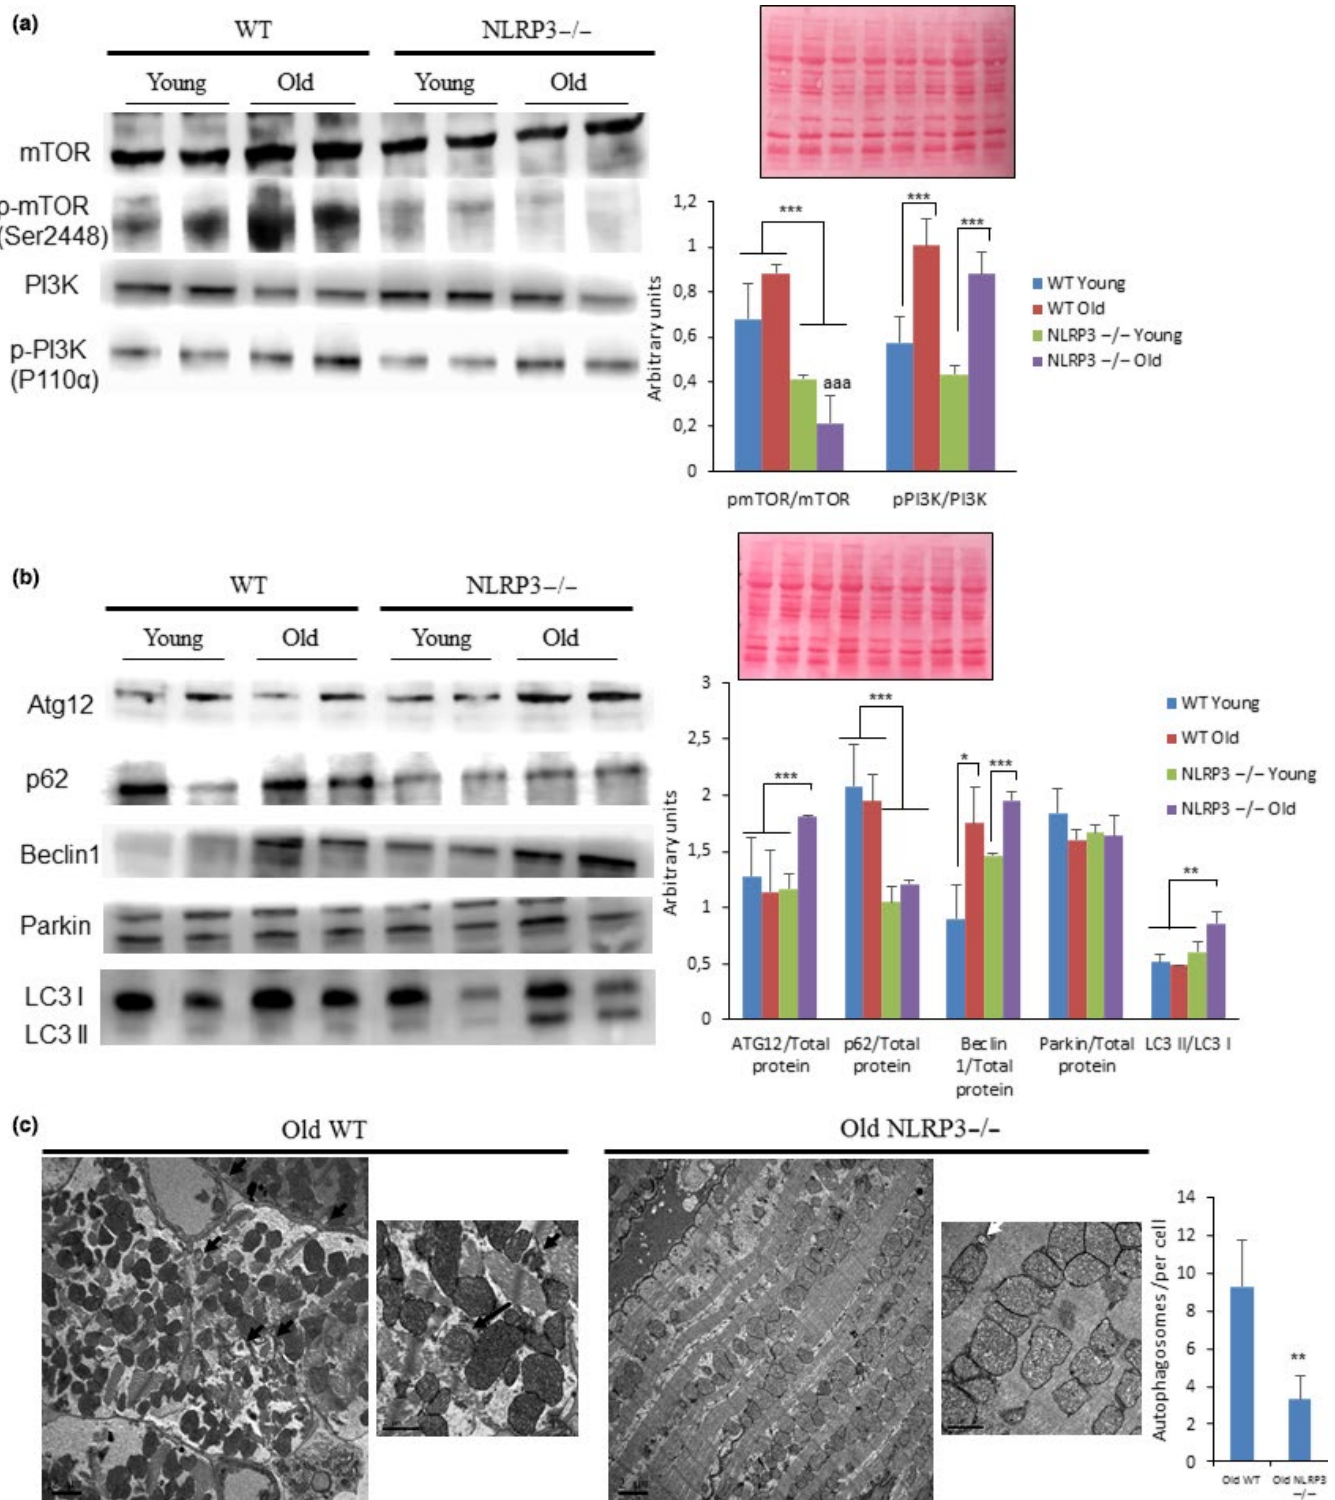 (a)
WT
NLRP3−/−
Young
Old
Young
Old
mTOR
p-mTOR
(Ser2448)
PI3K
p-PI3K
(P110α)
Arbitrary units
1,2
1
0,8
0,6
0,4
0,2
0
***
aaa
***
***
pmTOR/mTOR
pPI3K/PI3K
WT Young
WT Old
NLRP3 −/− Young
NLRP3 −/− Old
(b)
WT
NLRP3−/−
Young
Old
Young
Old
Atg12
p62
Beclin1
Parkin
LC3 I
LC3 II
Arbitrary units
3
2,5
2
1,5
1
0,5
0
***
***
*
***
**
ATG12/Total
protein
p62/Total
protein
Beclin
1/Total
protein
Parkin/Total
protein
LC3 II/LC3 I
WT Young
WT Old
NLRP3 −/− Young
NLRP3 −/− Old
(c)
Old WT
Old NLRP3−/−
Autophagosomes /per cell
14
12
10
8
6
4
2
0
**
Old WT
Old NLRP3
−/−